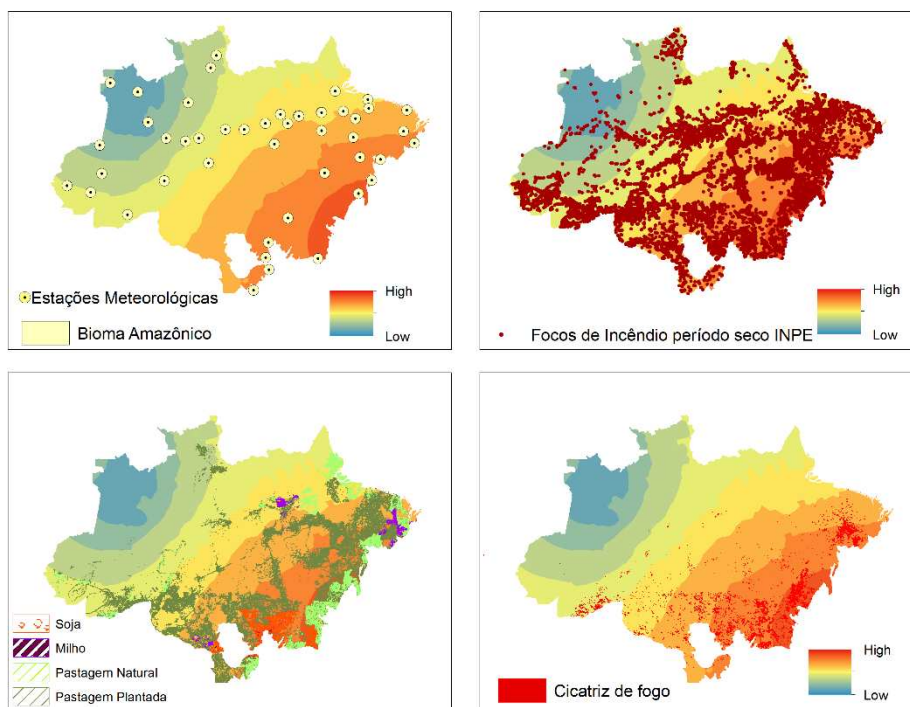 Estações Meteorológicas
Bioma Amazônico
High
Low
Focos de Incêndio período seco INPE
High
Low
Soja
Milho
Pastagem Natural
Pastagem Plantada
Cicatriz de fogo
High
Low